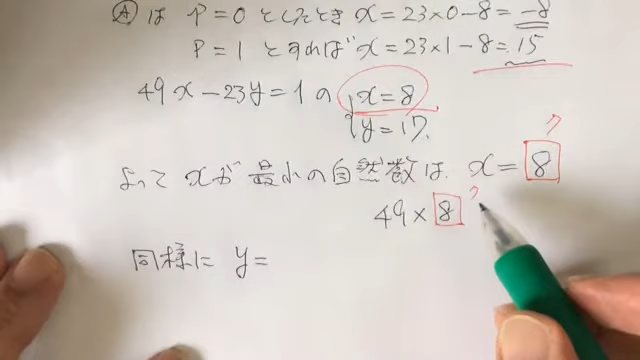 Ⓐは P=0 としたとき x=23×0-8=-8
P=1 とすれば x=23×1-8=15
49x-23y=1 の { x=8
y=17.
よって xが 最小の自然数は x=8 ク
49×8 ク
同様に y=